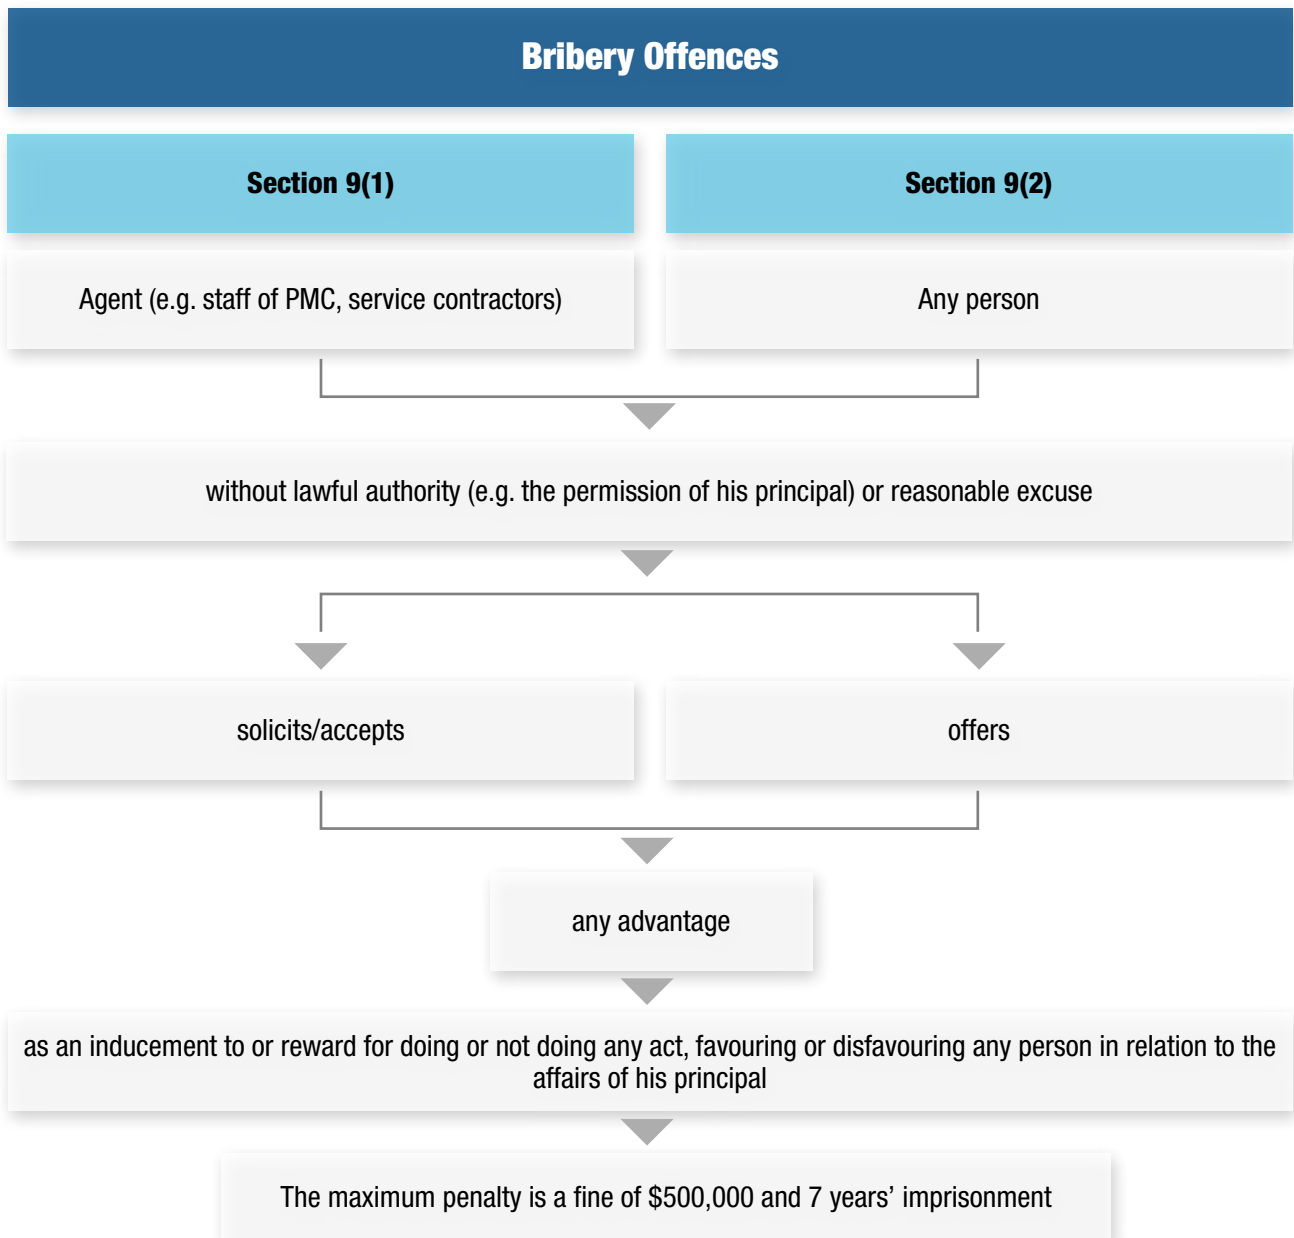 Bribery Offences
Section 9(1)
Section 9(2)
Agent (e.g. staff of PMC, service contractors)
Any person
without lawful authority (e.g. the permission of his principal) or reasonable excuse
solicits/accepts
offers
any advantage
as an inducement to or reward for doing or not doing any act, favouring or disfavouring any person in relation to the
affairs of his principal
The maximum penalty is a fine of $500,000 and 7 years’ imprisonment